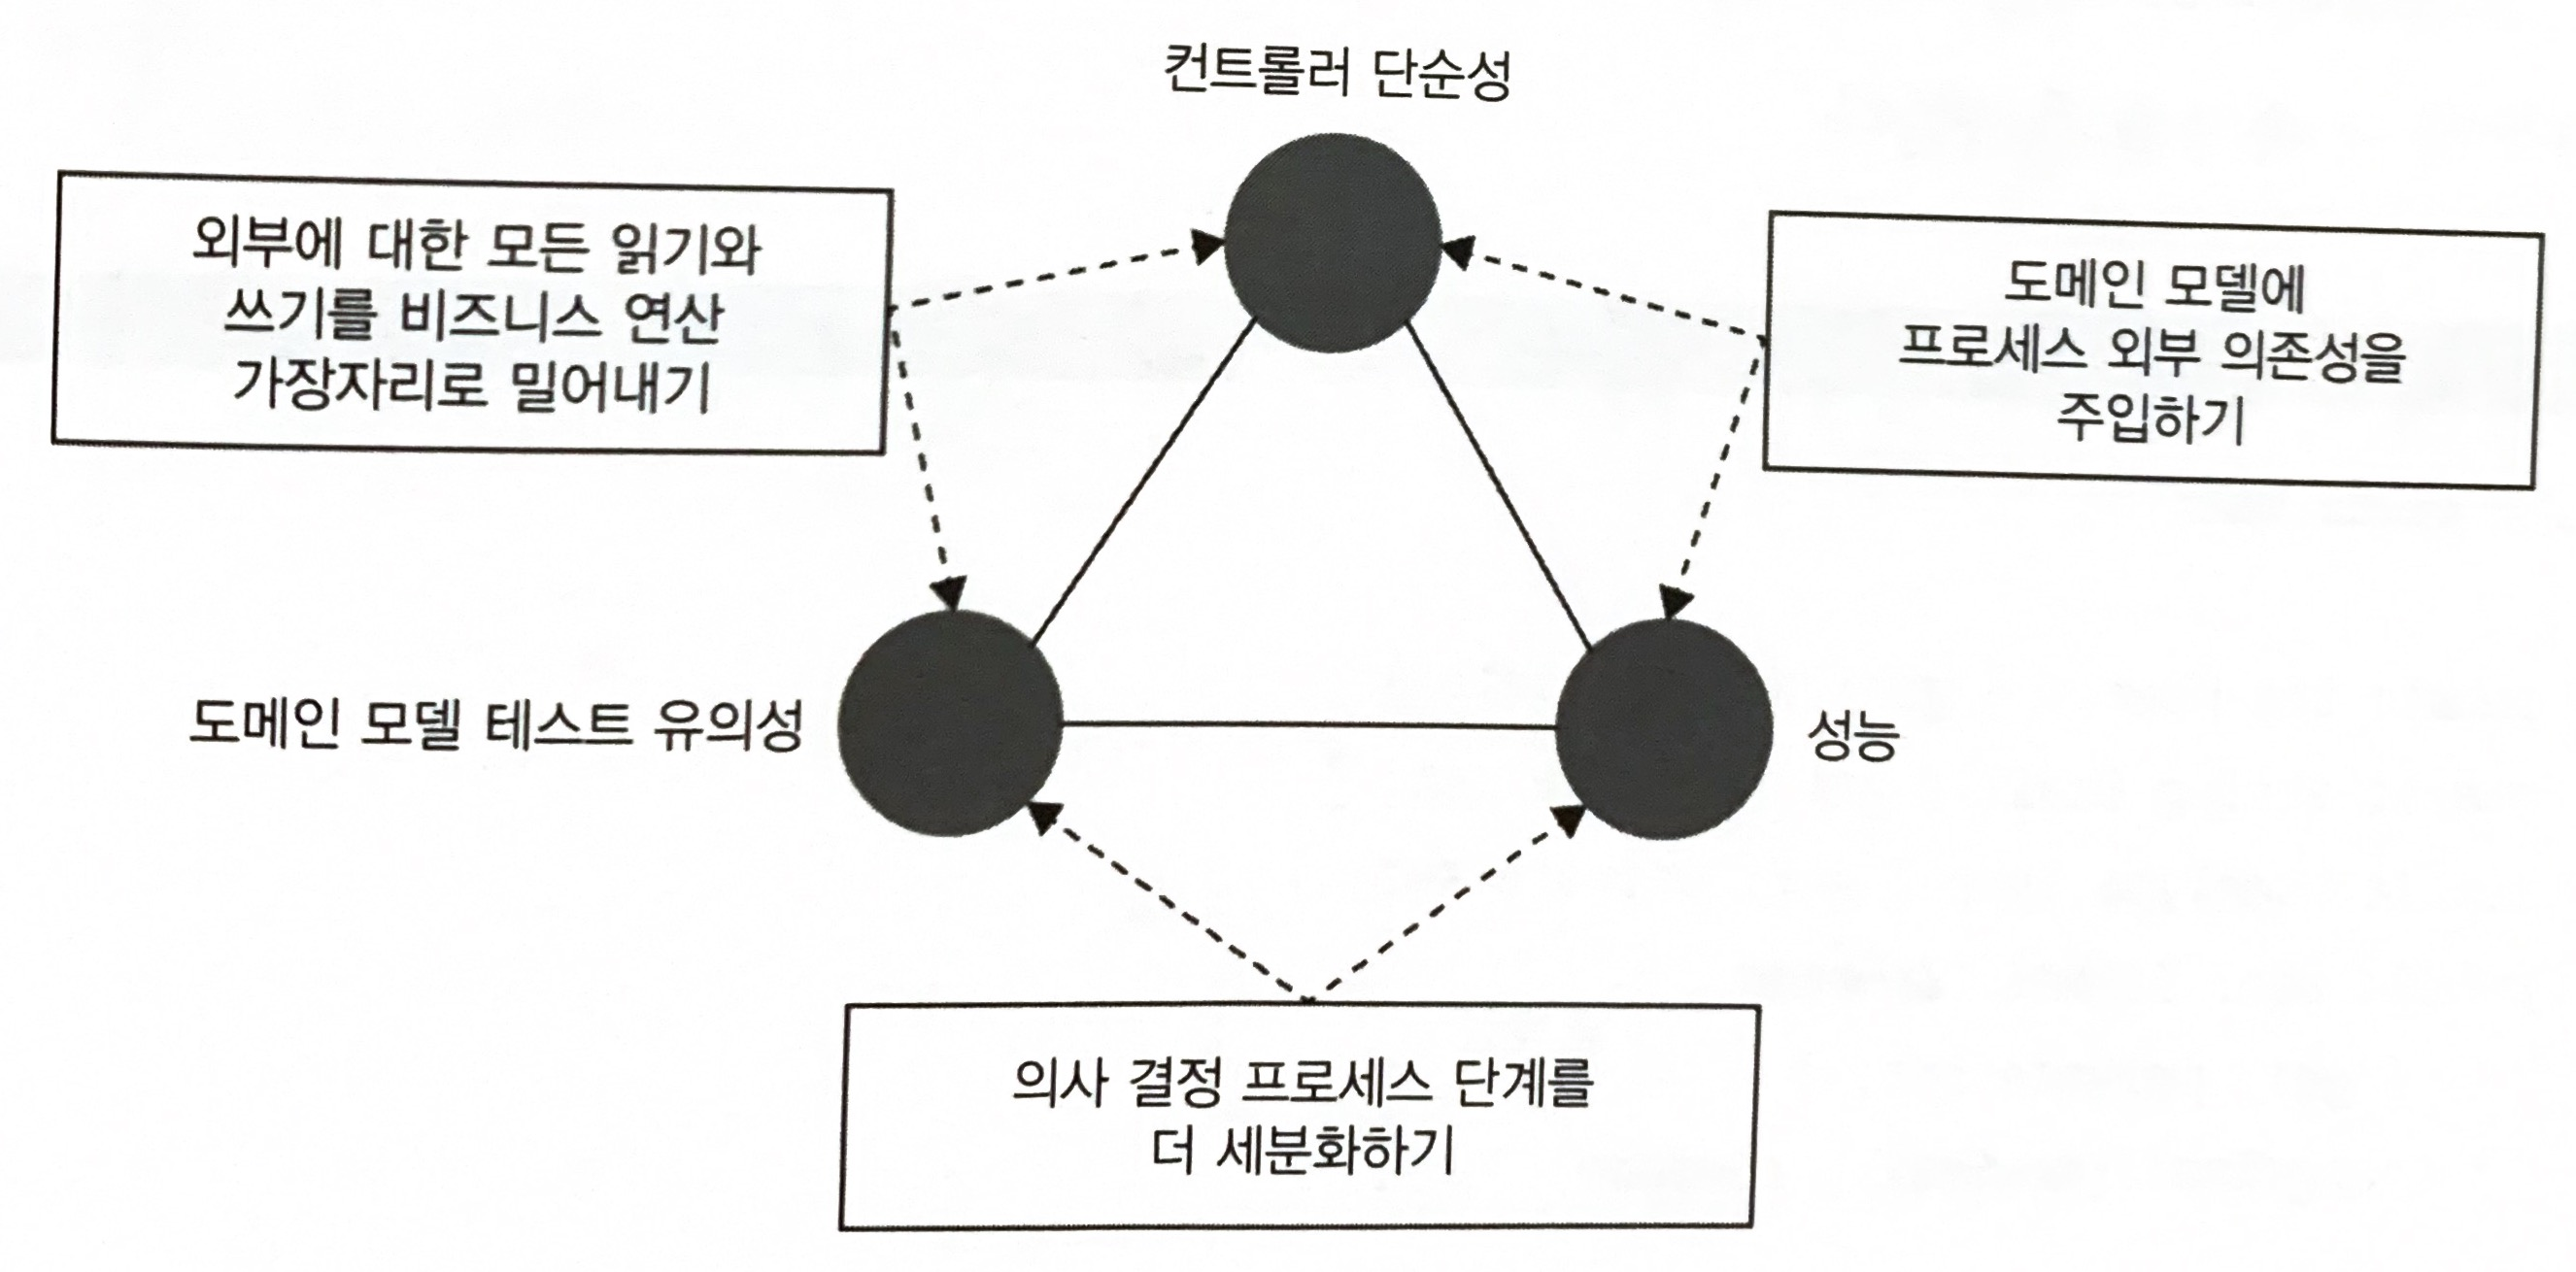 컨트롤러 단순성
외부에 대한 모든 읽기와
쓰기를 비즈니스 연산
가장자리로 밀어내기
도메인 모델에
프로세스 외부 의존성을
주입하기
도메인 모델 테스트 유의성
성능
의사 결정 프로세스 단계를
더 세분화하기